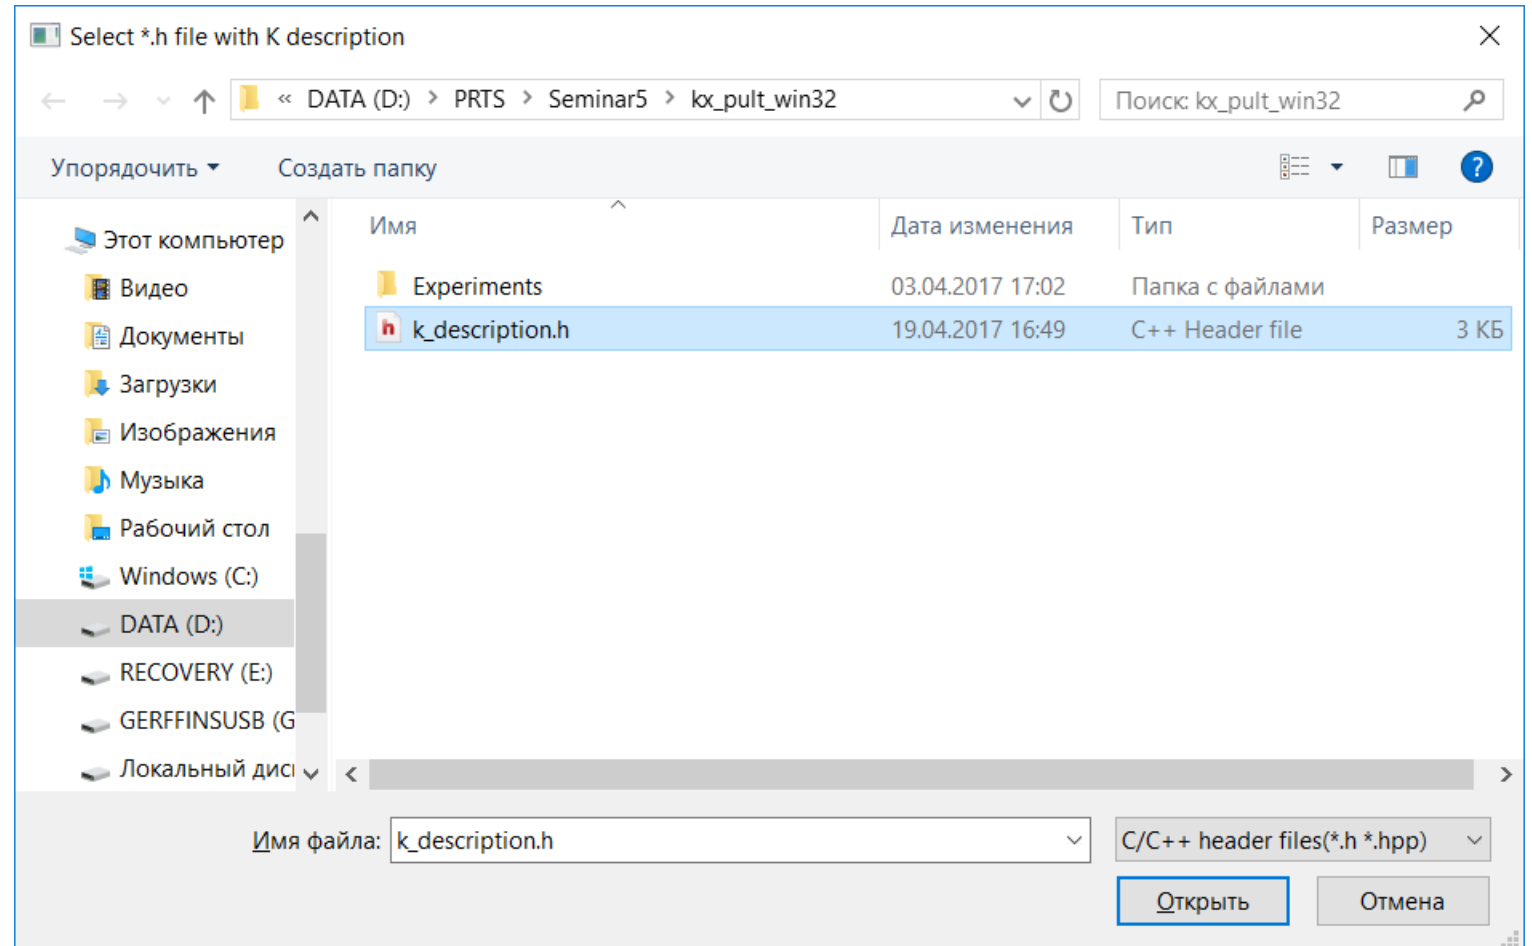 Select *.h file with K description
« DATA (D:) > PRTS > Seminar5 > kx_pult_win32
Поиск: kx_pult_win32
Упорядочить Создать папку
?
Имя Дата изменения Тип Размер
Experiments 03.04.2017 17:02 Папка с файлами
k_description.h 19.04.2017 16:49 C++ Header file 3 КБ
Этот компьютер
Видео
Документы
Загрузки
Изображения
Музыка
Рабочий стол
Windows (C:)
DATA (D:)
RECOVERY (E:)
GERFFINSUSB (G
Локальный дис
Имя файла: k_description.h
C/C++ header files(*.h *.hpp)
Открыть Отмена